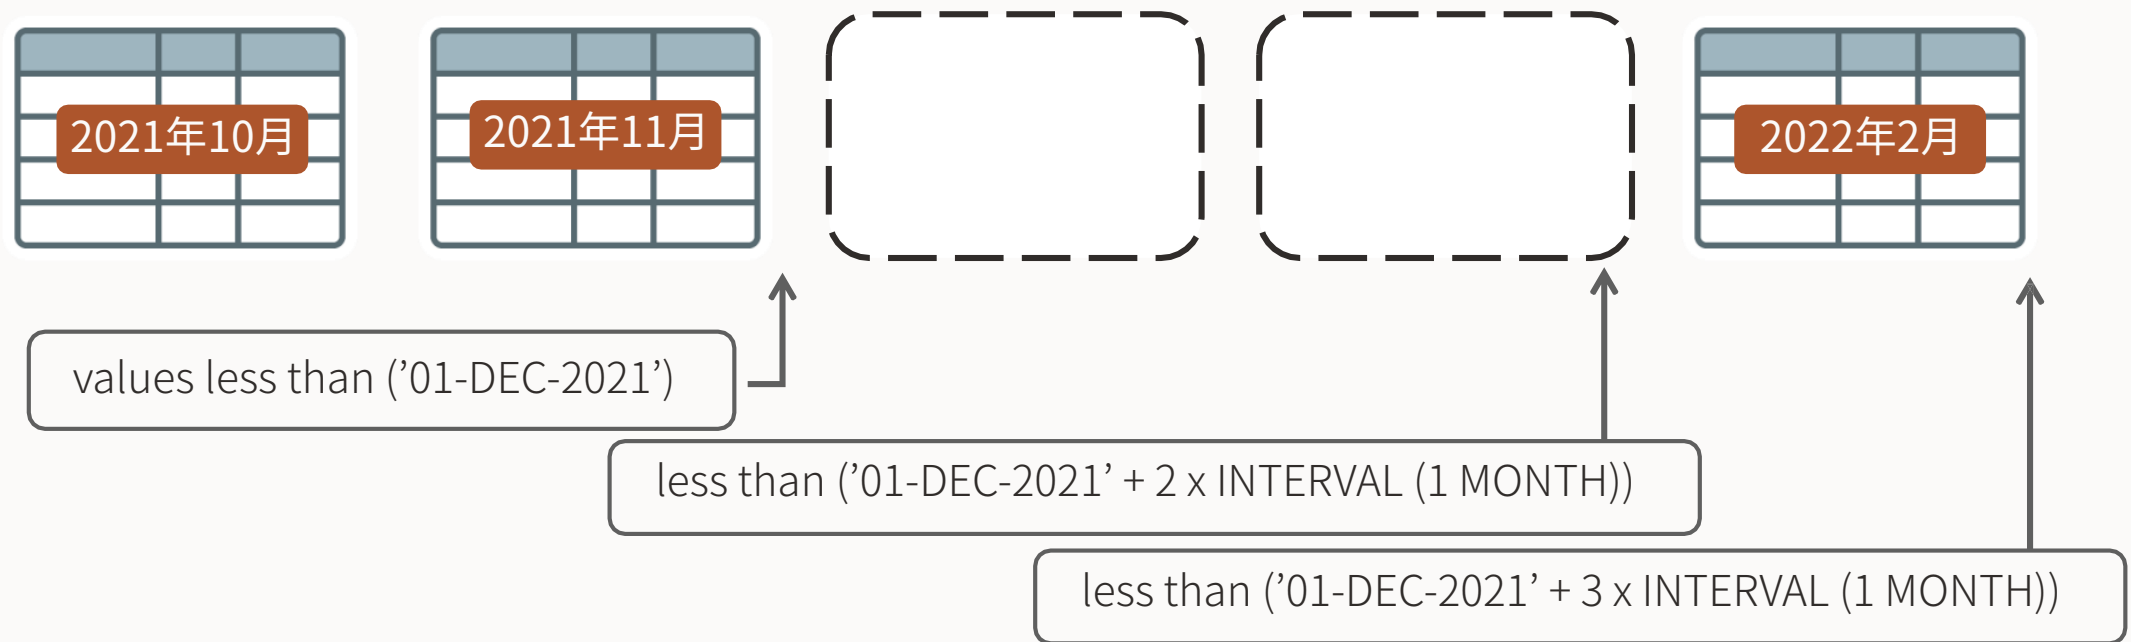 2021年10月
2021年11月
2022年2月
values less than (’01-DEC-2021’)
less than (’01-DEC-2021’ + 2 x INTERVAL (1 MONTH))
less than (’01-DEC-2021’ + 3 x INTERVAL (1 MONTH))